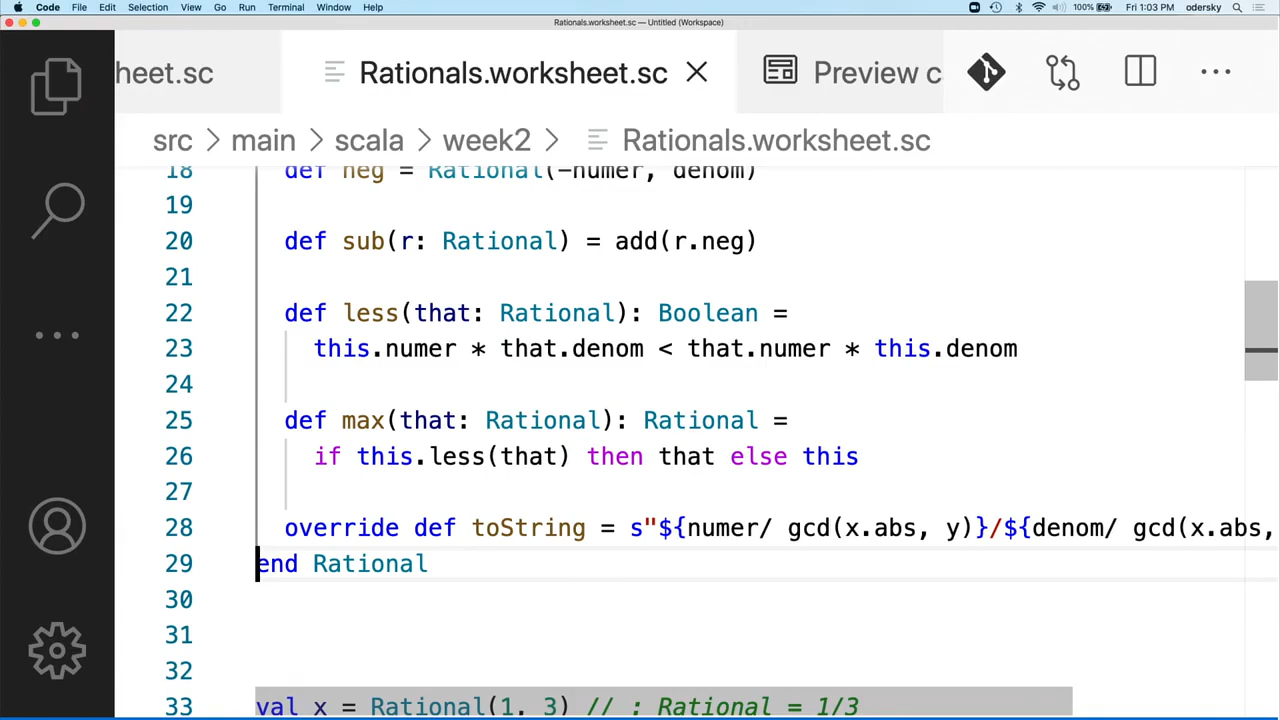 Code File Edit Selection View Go Run Terminal Window Help 100% Fri 1:03 PM odersky
Rationals.worksheet.sc — Untitled (Workspace)
heet.sc Rationals.worksheet.sc Preview c
src main scala week2 Rationals.worksheet.sc
18 def neg = Rational(-numer, denom)
19
20 def sub(r: Rational) = add(r.neg)
21
22 def less(that: Rational): Boolean =
23 this.numer * that.denom < that.numer * this.denom
24
25 def max(that: Rational): Rational =
26 if this.less(that) then that else this
27
28 override def toString = s"${numer/ gcd(x.abs, y)}/${denom/ gcd(x.abs,
29 end Rational
30
31
32
33 val x = Rational(1, 3) // : Rational = 1/3